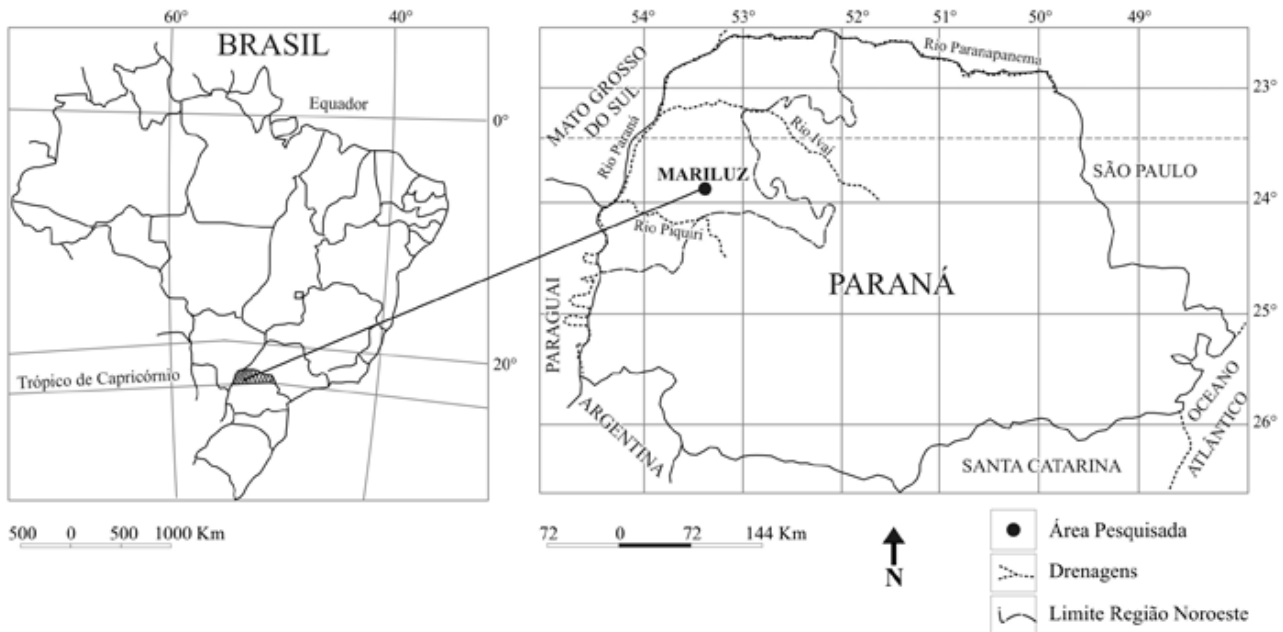 60°
40°
BRASIL
Equador
0°
20°
Trópico de Capricórnio
500 0 500 1000 Km
54° 53° 52° 51° 50° 49°
Rio Paranapanema
23°
MATO GROSSO
DO SUL
Rio Paraná
Rio Ivaí
MARILUZ
SÃO PAULO
24°
Rio Piquiri
PARANÁ
PARAGUAI
25°
ARGENTINA
OCEANO
ATLÂNTICO
26°
SANTA CATARINA
72 0 72 144 Km
N
Área Pesquisada
Drenagens
Limite Região Noroeste